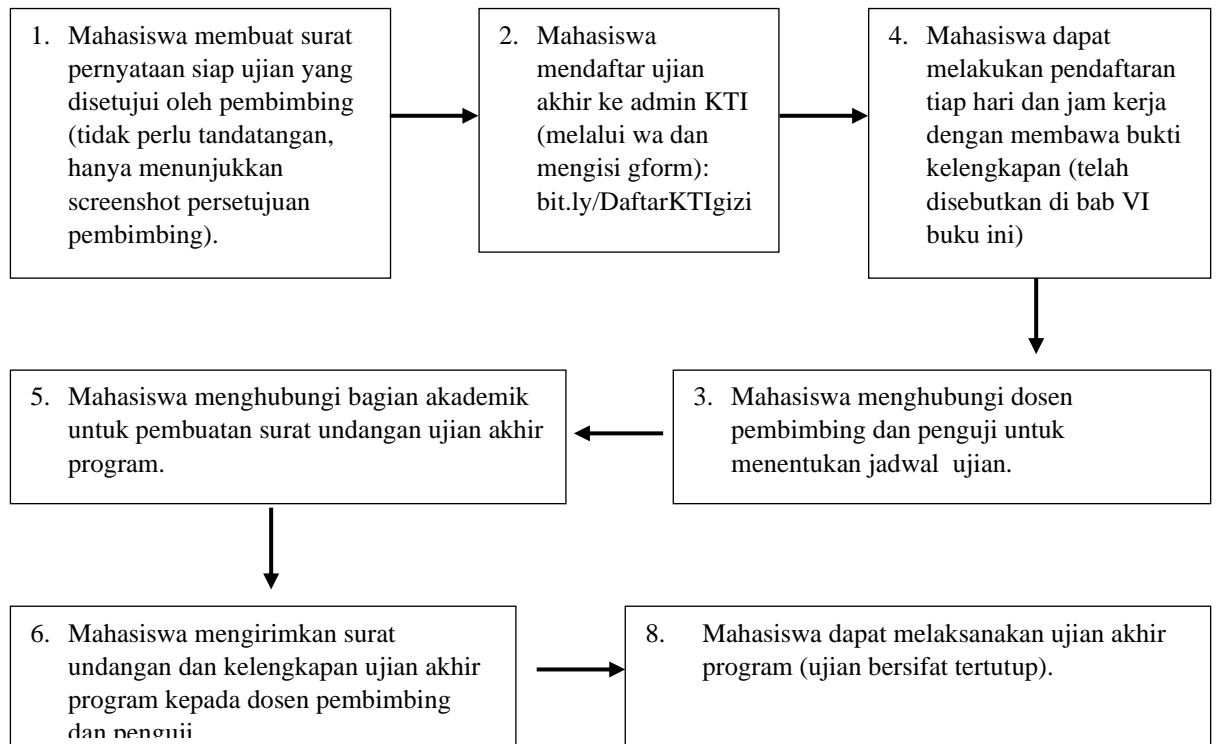 1. Mahasiswa membuat surat
pernyataan siap ujian yang
disetujui oleh pembimbing
(tidak perlu tandatangan,
hanya menunjukkan
screenshot persetujuan
pembimbing).
2. Mahasiswa
mendaftar ujian
akhir ke admin KTI
(melalui wa dan
mengisi gform):
bit.ly/DaftarKTIgizi
4. Mahasiswa dapat
melakukan pendaftaran
tiap hari dan jam kerja
dengan membawa bukti
kelengkapan (telah
disebutkan di bab VI
buku ini)
3. Mahasiswa menghubungi dosen
pembimbing dan penguji untuk
menentukan jadwal ujian.
5. Mahasiswa menghubungi bagian akademik
untuk pembuatan surat undangan ujian akhir
program.
6. Mahasiswa mengirimkan surat
undangan dan kelengkapan ujian akhir
program kepada dosen pembimbing
dan penguji
8. Mahasiswa dapat melaksanakan ujian akhir
program (ujian bersifat tertutup).